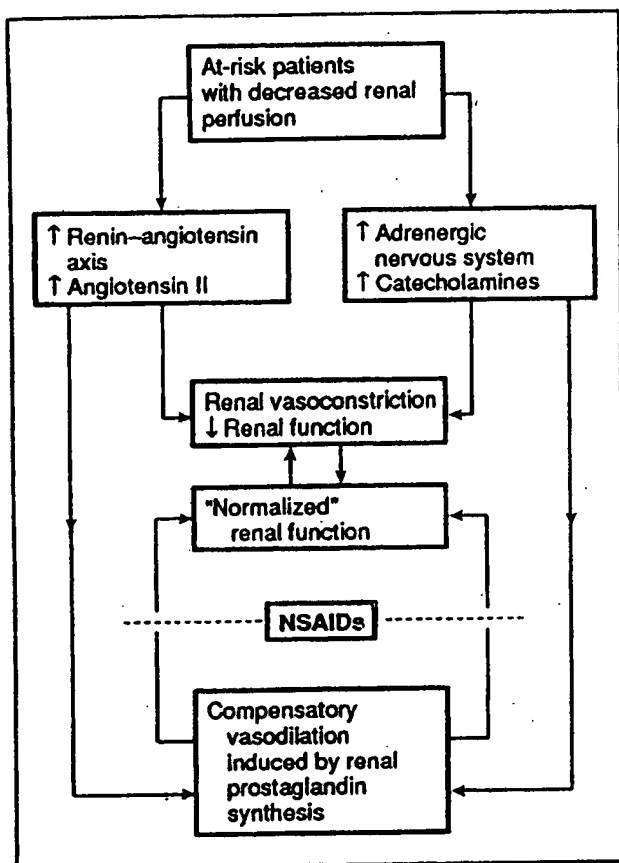 At-risk patients
with decreased renal
perfusion
↑ Renin–angiotensin
axis
↑ Angiotensin II
↑ Adrenergic
nervous system
↑ Catecholamines
Renal vasoconstriction
↓ Renal function
"Normalized"
renal function
NSAIDs
Compensatory
vasodilation
induced by renal
prostaglandin
synthesis